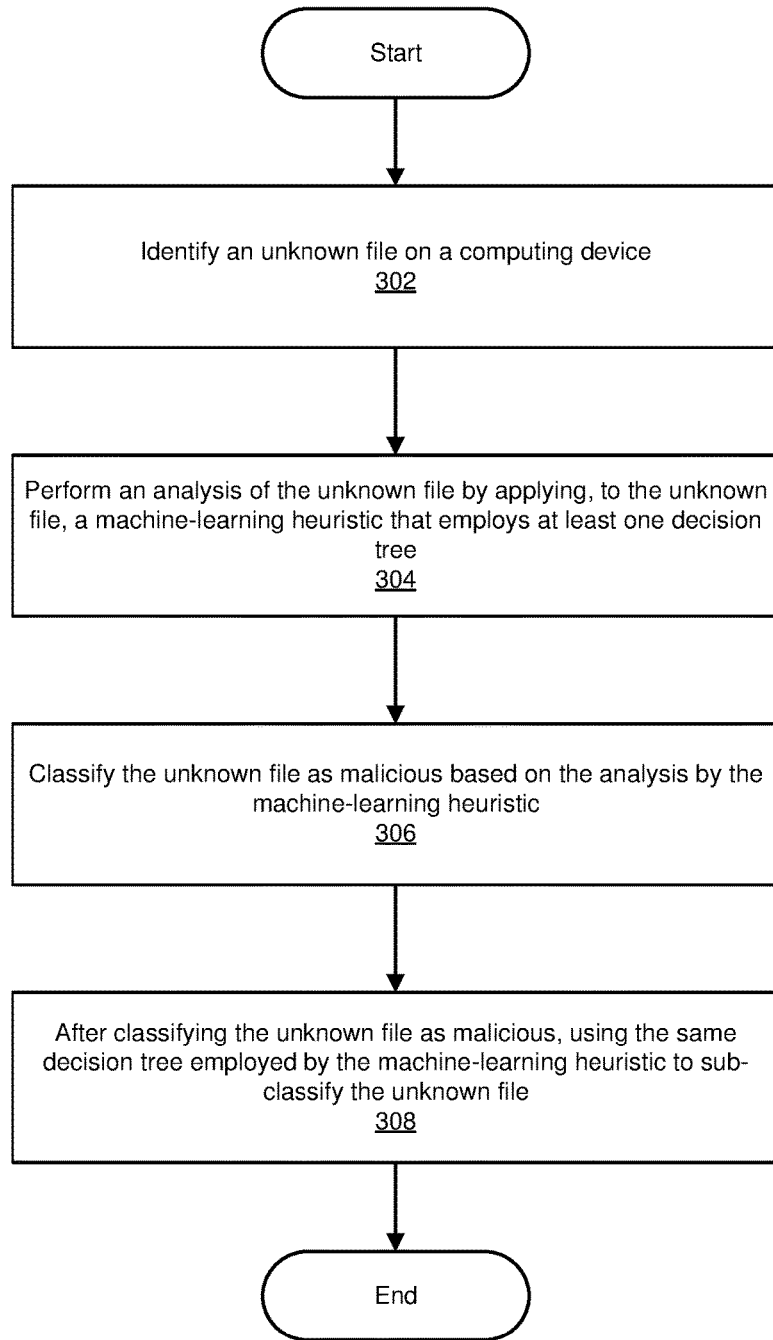 Start
Identify an unknown file on a computing device
302
Perform an analysis of the unknown file by applying, to the unknown
file, a machine-learning heuristic that employs at least one decision
tree
304
Classify the unknown file as malicious based on the analysis by the
machine-learning heuristic
306
After classifying the unknown file as malicious, using the same
decision tree employed by the machine-learning heuristic to sub-
classify the unknown file
308
End